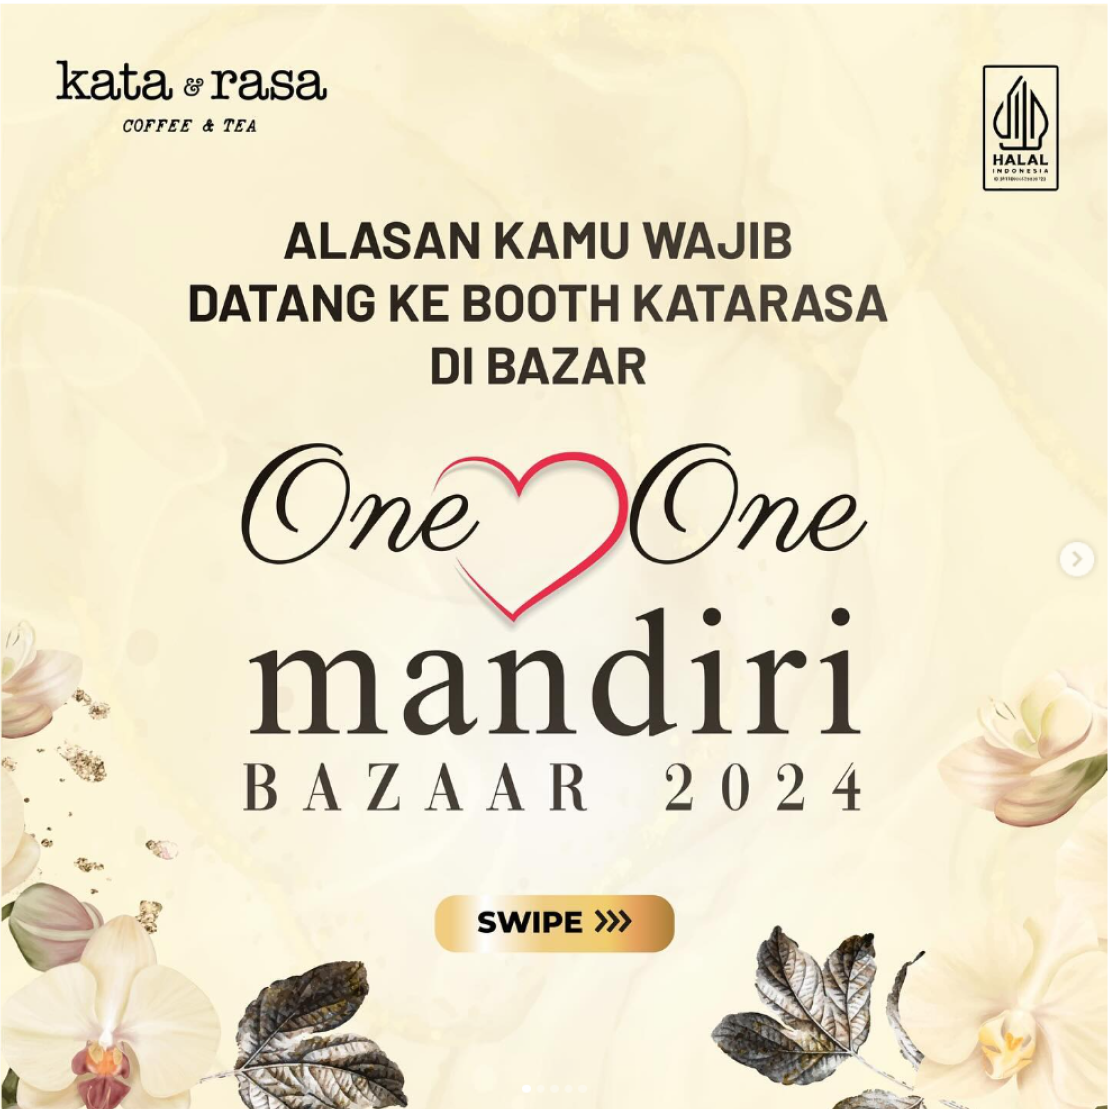 kata & rasa
COFFEE & TEA
HALAL
INDONESIA
ALASAN KAMU WAJIB
DATANG KE BOOTH KATARASA
DI BAZAR
One One
mandiri
BAZAAR 2024
SWIPE >>>